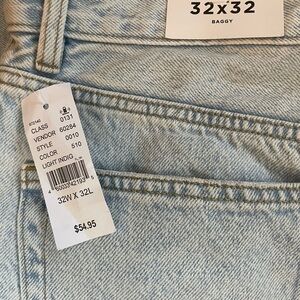 32x32
BAGGY
CLASS 0131
VENDOR 60284
STYLE 0010
COLOR 510
LIGHT INDIG
32W X 32L
$54.95